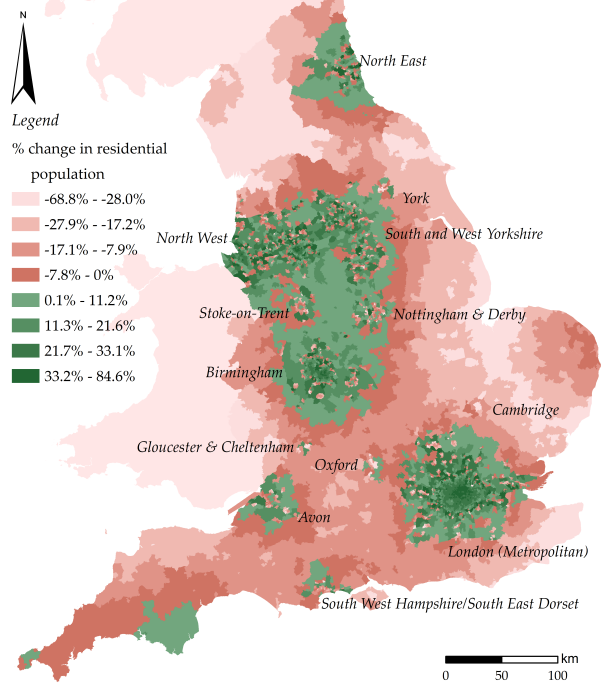 N
North East
Legend
% change in residential
population
-68.8% - -28.0%
-27.9% - -17.2%
-17.1% - -7.9%
-7.8% - 0%
0.1% - 11.2%
11.3% - 21.6%
21.7% - 33.1%
33.2% - 84.6%
York
North West
South and West Yorkshire
Stoke-on-Trent
Nottingham & Derby
Birmingham
Cambridge
Gloucester & Cheltenham
Oxford
Avon
London (Metropolitan)
South West Hampshire/South East Dorset
km
0 50 100